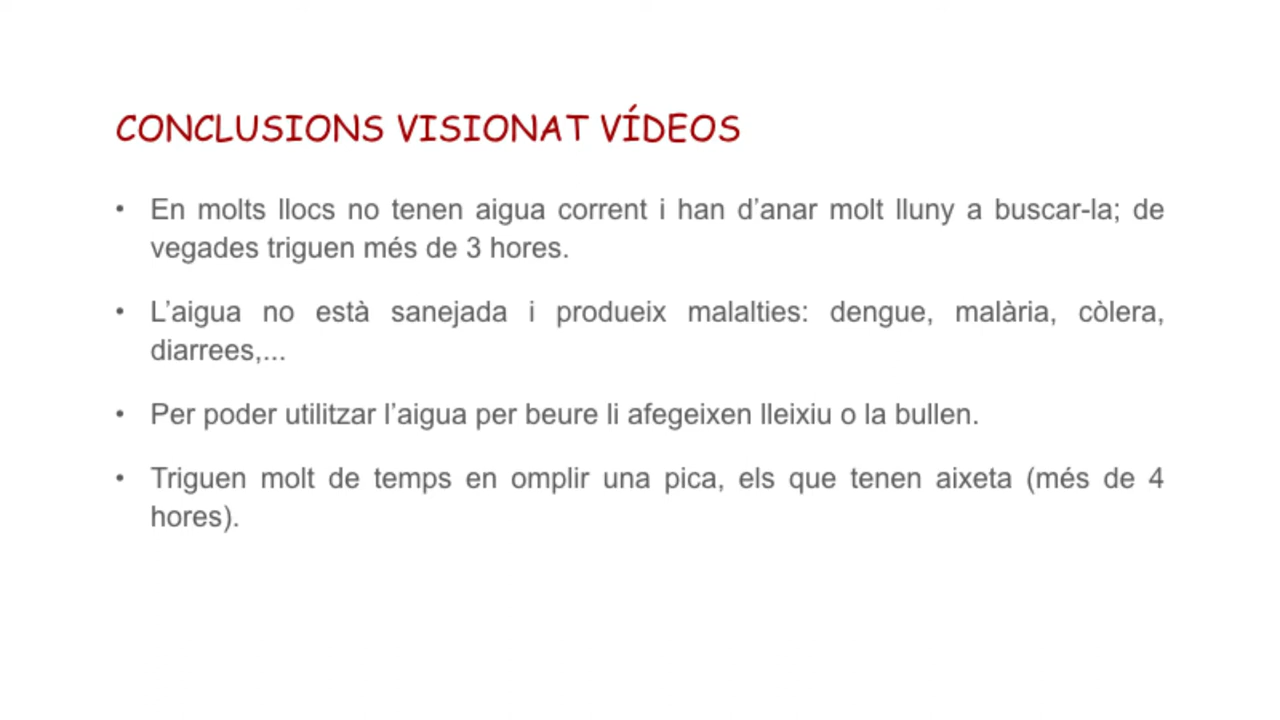 CONCLUSIONS VISIONAT VÍDEOS
• En molts llocs no tenen aigua corrent i han d’anar molt lluny a buscar-la; de
vegades triguen més de 3 hores.
• L’aigua no està sanejada i produeix malalties: dengue, malària, còlera,
diarrees,...
• Per poder utilitzar l’aigua per beure li afegeixen lleixiu o la bullen.
• Triguen molt de temps en omplir una pica, els que tenen aixeta (més de 4
hores).